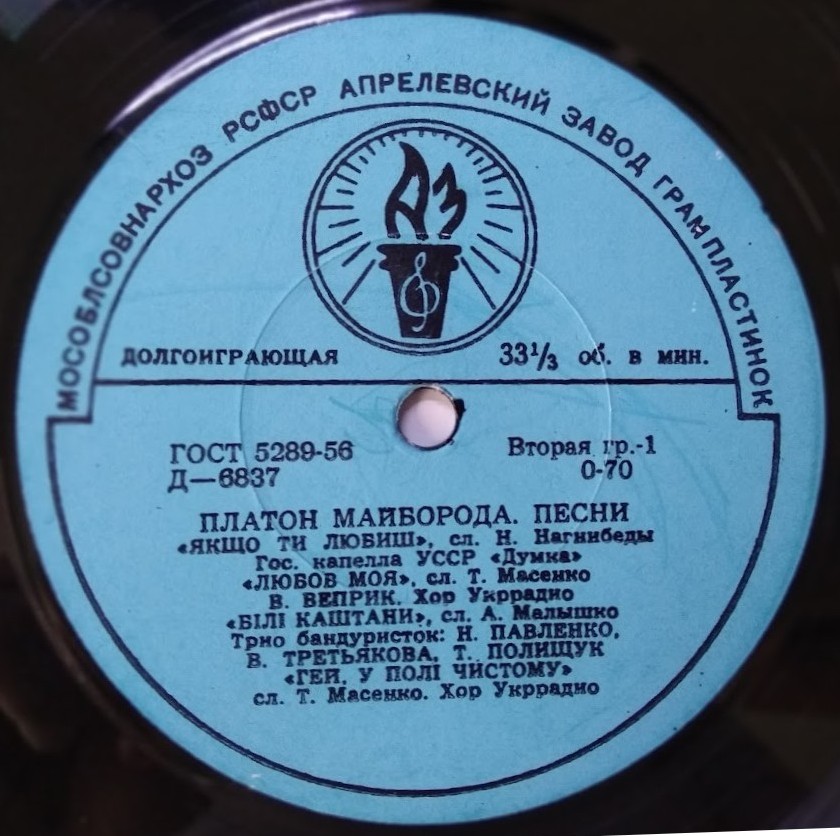 МОСОБЛСОВНАРХОЗ РСФСР АПРЕЛЕВСКИЙ ЗАВОД ГРАМПЛАСТИНОК
АЗ
ДОЛГОИГРАЮЩАЯ 33⅓ об. в мин.
ГОСТ 5289-56 Вторая гр.-1
Д—6837 0-70
ПЛАТОН МАЙБОРОДА. ПЕСНИ
«ЯКЩО ТИ ЛЮБИШ», сл. Н. Нагнибеды
Гос. капелла УССР «Думка»
«ЛЮБОВ МОЯ», сл. Т. Масенко
В. ВЕПРИК. Хор Укррадио
«БІЛІ КАШТАНИ», сл. А. Малышко
Трио бандуристок: Н. ПАВЛЕНКО,
В. ТРЕТЬЯКОВА, Т. ПОЛИЩУК
«ГЕЙ, У ПОЛІ ЧИСТОМУ»
сл. Т. Масенко. Хор Укррадио